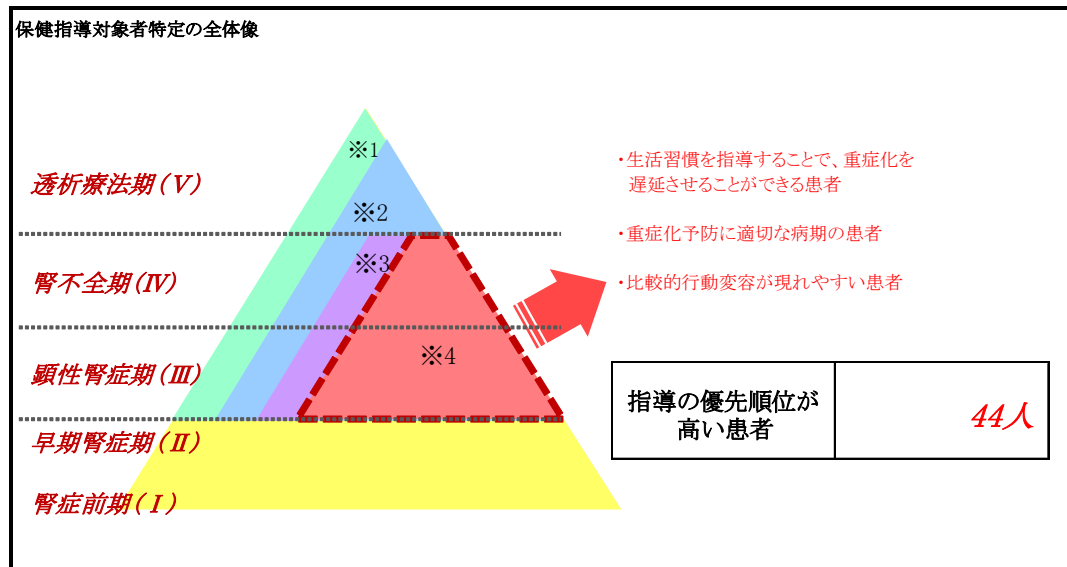 保健指導対象者特定の全体像
※1
・生活習慣を指導することで、重症化を
遅延させることができる患者
透析療法期(Ⅴ)
※2
・重症化予防に適切な病期の患者
※3
腎不全期(Ⅳ)
・比較的行動変容が現れやすい患者
※4
顕性腎症期(Ⅲ)
指導の優先順位が
高い患者
44人
早期腎症期(Ⅱ)
腎症前期(Ⅰ)